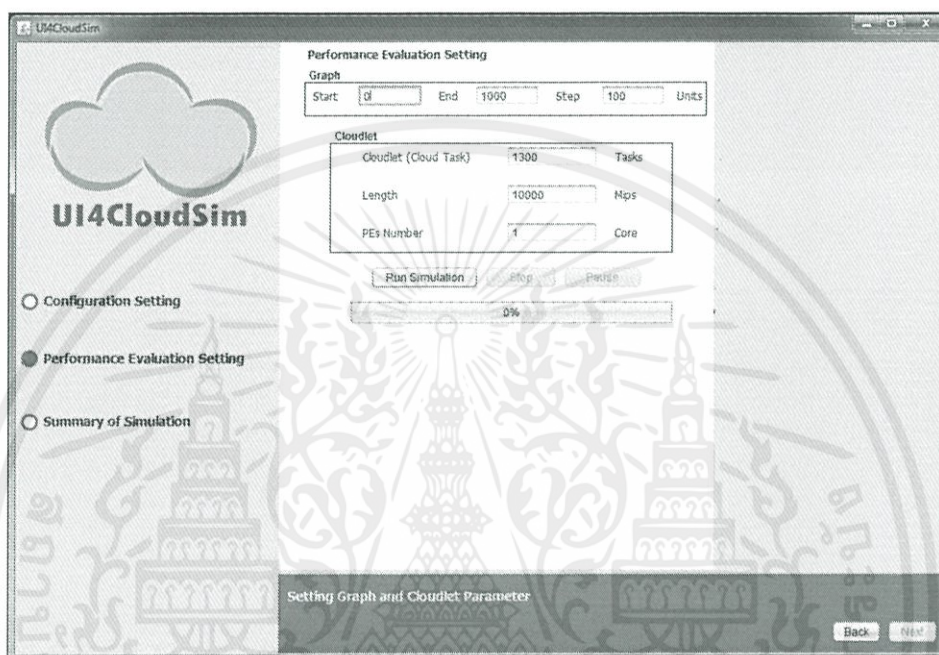 UI4CloudSim
Performance Evaluation Setting
Graph
Start 0 End 1000 Step 100 Units
Cloudlet
Cloudlet (Cloud Task) 1300 Tasks
Length 10000 Mips
PEs Number 1 Core
Run Simulation Stop Pause
0%
UI4CloudSim
Configuration Setting
Performance Evaluation Setting
Summary of Simulation
Setting Graph and Cloudlet Parameter
Back Next